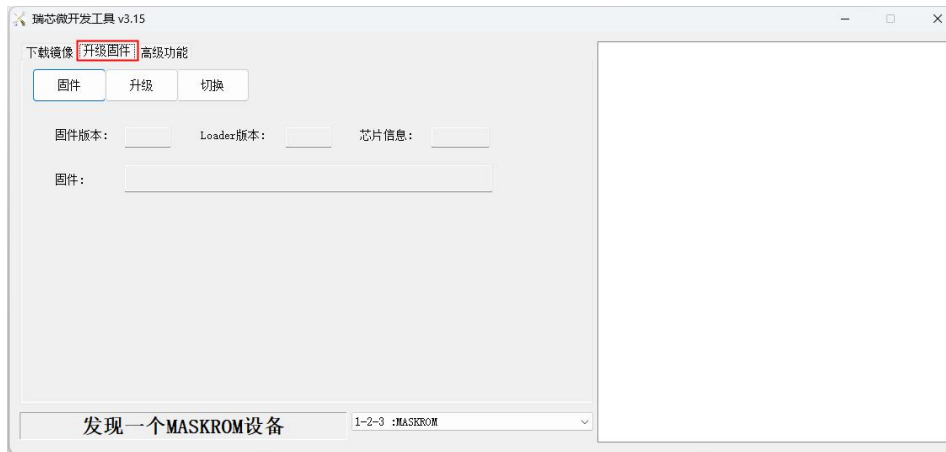 瑞芯微开发工具 v3.15
下载镜像 升级固件 高级功能
固件 升级 切换
固件版本: Loader版本: 芯片信息:
固件:
发现一个MASKROM设备 1-2-3 :MASKROM